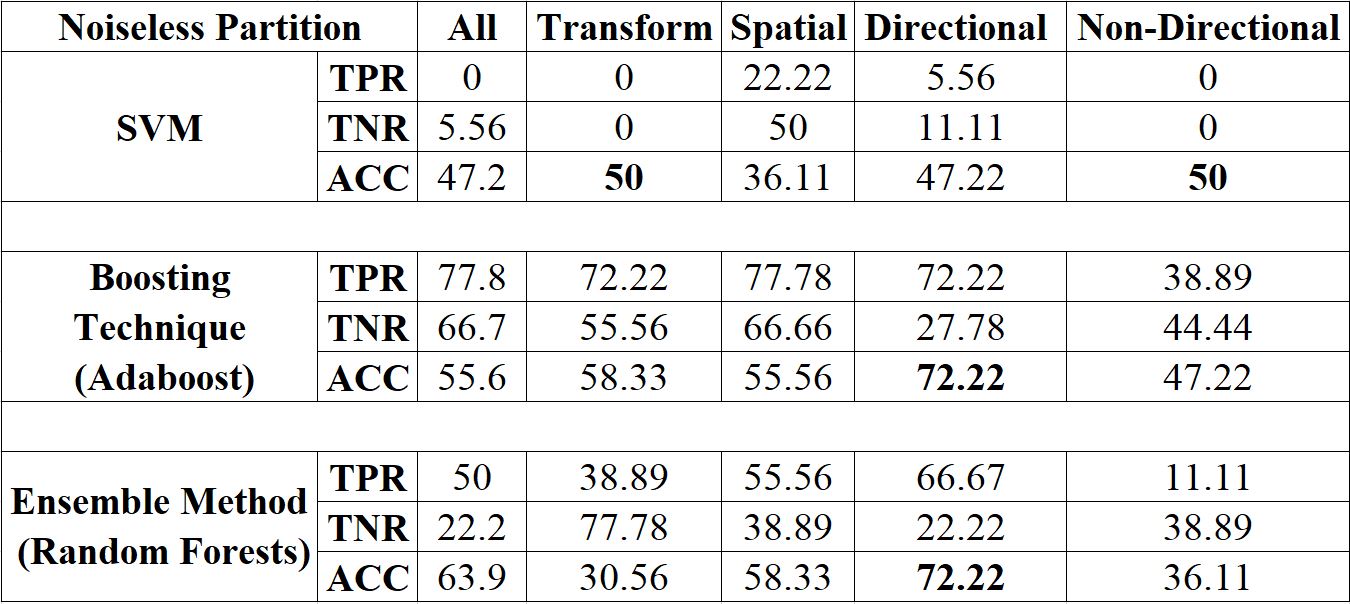 Noiseless Partition All Transform Spatial Directional Non-Directional
SVM
TPR 0 0 22.22 5.56 0
TNR 5.56 0 50 11.11 0
ACC 47.2 50 36.11 47.22 50
Boosting
Technique
(Adaboost)
TPR 77.8 72.22 77.78 72.22 38.89
TNR 66.7 55.56 66.66 27.78 44.44
ACC 55.6 58.33 55.56 72.22 47.22
Ensemble Method
(Random Forests)
TPR 50 38.89 55.56 66.67 11.11
TNR 22.2 77.78 38.89 22.22 38.89
ACC 63.9 30.56 58.33 72.22 36.11